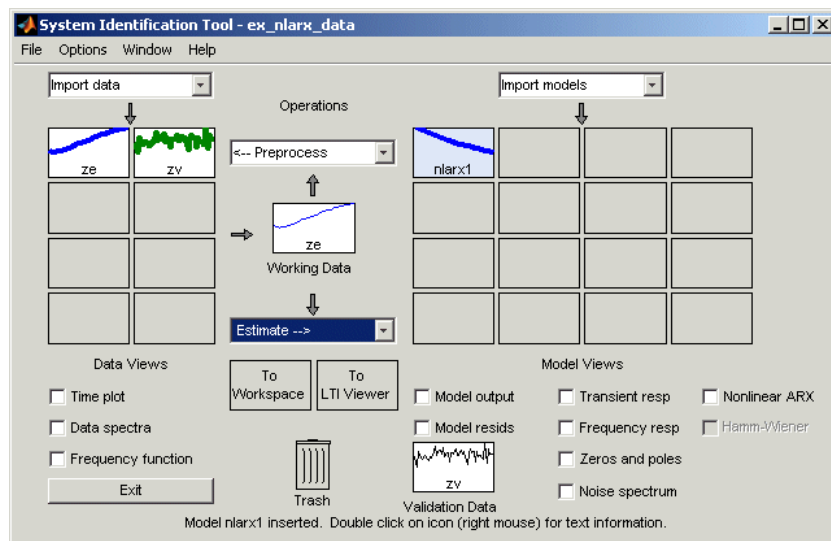 System Identification Tool - ex_nlarx_data
File Options Window Help
Import data
Import models
Operations
ze
zv
<-- Preprocess
nlarx1
ze
Working Data
Estimate -->
Data Views
Model Views
To Workspace
To LTI Viewer
Time plot
Data spectra
Frequency function
Model output
Model resids
Transient resp
Frequency resp
Zeros and poles
Noise spectrum
Nonlinear ARX
Hamm-Wiener
Exit
Trash
zv
Validation Data
Model nlarx1 inserted. Double click on icon (right mouse) for text information.